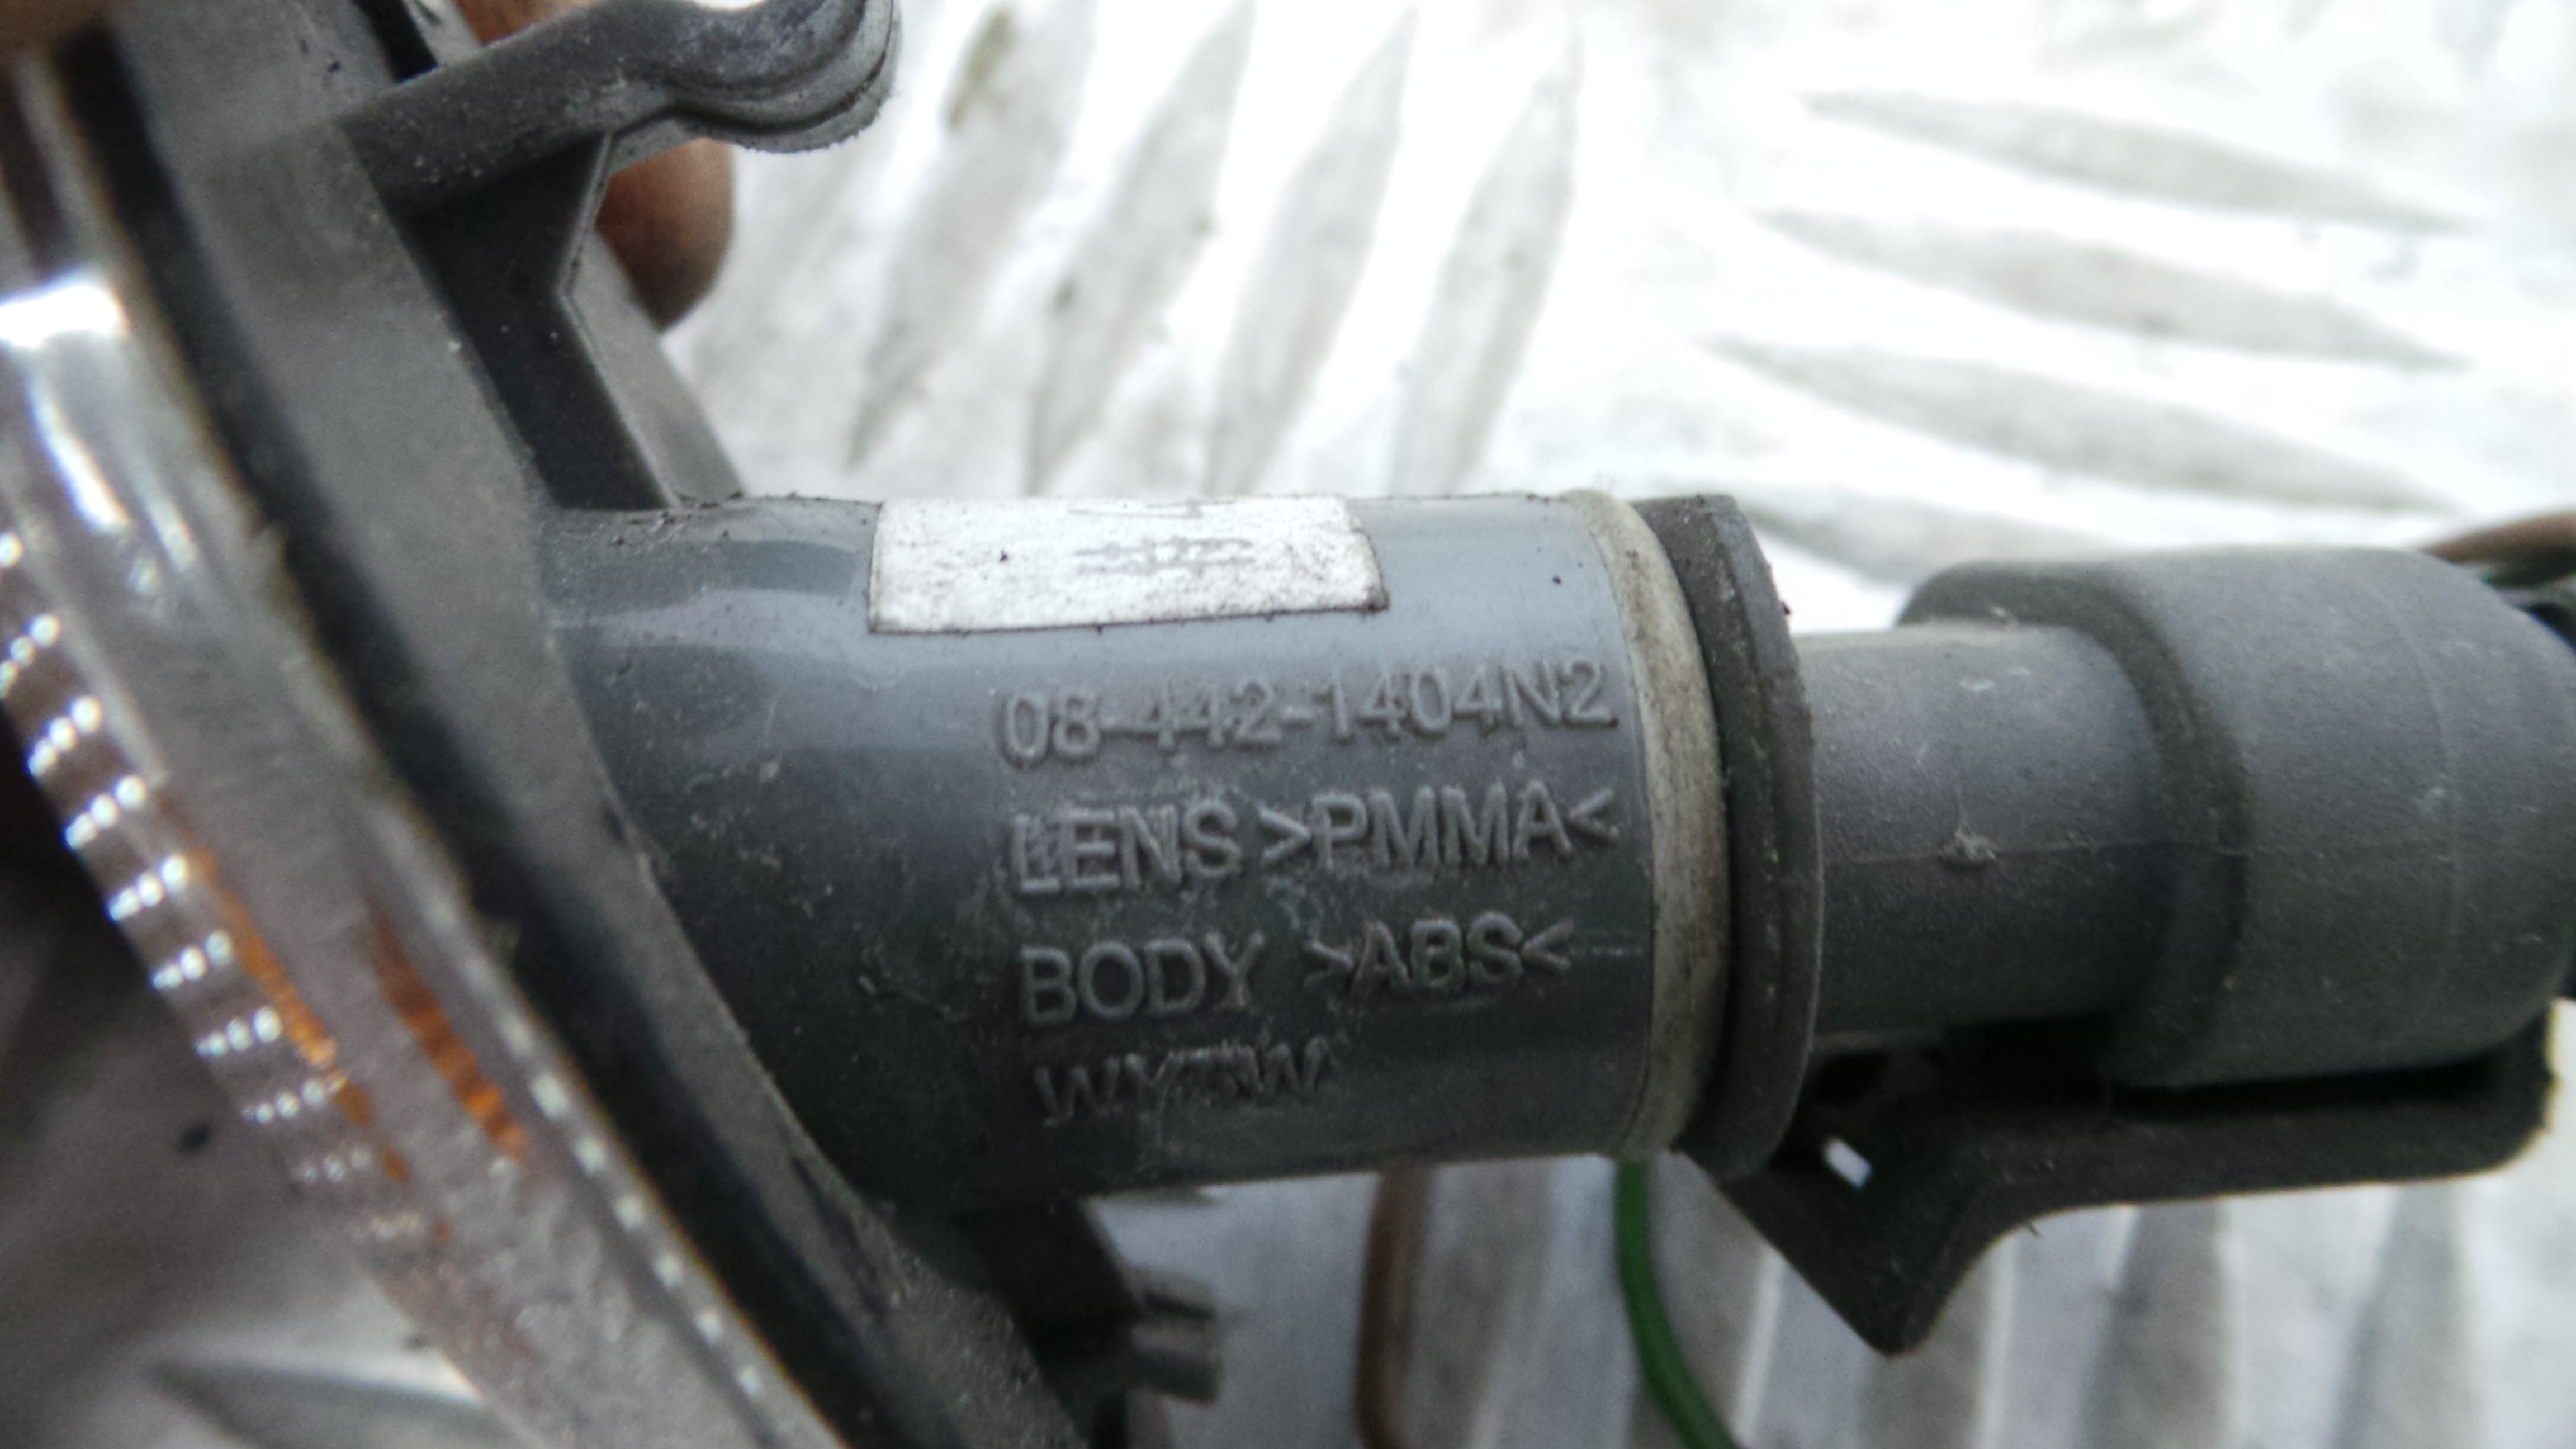 08-442-1404N2
LENS >PMMA<
BODY >ABS<